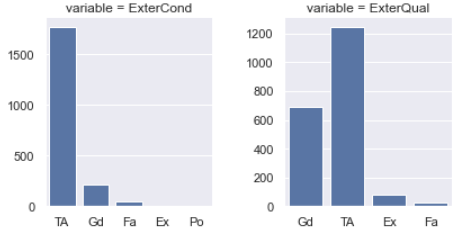 variable = ExterCond
1500
1000
500
0
TA Gd Fa Ex Po
variable = ExterQual
1200
1000
800
600
400
200
0
Gd TA Ex Fa